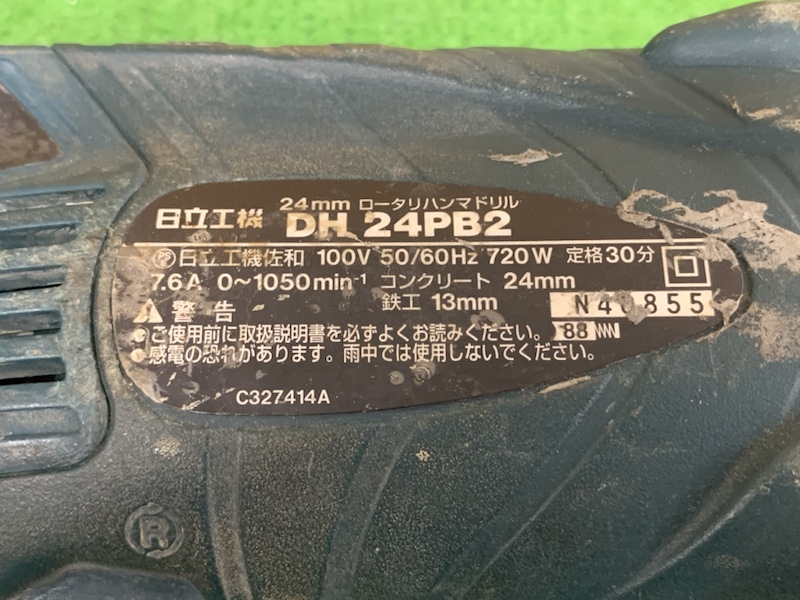 24mm ロータリハンマドリル
日立工機 DH 24PB2
PS 日立工機佐和 100V 50/60Hz 720W 定格30分
7.6A 0〜1050min⁻¹ コンクリート 24mm
鉄工 13mm
警告
●ご使用前に取扱説明書を必ずよくお読みください。
88
●感電の恐れがあります。雨中では使用しないでください。
C327414A
®